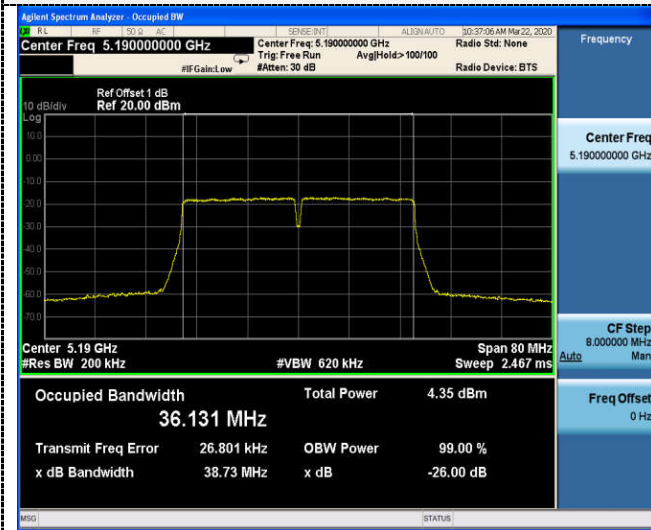 Agilent Spectrum Analyzer - Occupied BW
RL RF 50 Ω AC SENSE:INT ALIGNAUTO 10:37:06 AM Mar 22, 2020
Center Freq 5.190000000 GHz
Center Freq: 5.190000000 GHz
Radio Std: None
Trig: Free Run Avg|Hold:>100/100
#IFGain:Low
#Atten: 30 dB
Radio Device: BTS
Ref Offset 1 dB
10 dB/div Ref 20.00 dBm
Log
10.0
0.00
-10.0
-20.0
-30.0
-40.0
-50.0
-60.0
-70.0
Center 5.19 GHz
Span 80 MHz
#Res BW 200 kHz
#VBW 620 kHz
Sweep 2.467 ms
Occupied Bandwidth
Total Power 4.35 dBm
36.131 MHz
Transmit Freq Error 26.801 kHz
OBW Power 99.00 %
x dB Bandwidth 38.73 MHz
x dB -26.00 dB
MSG
STATUS
Frequency
Center Freq
5.190000000 GHz
CF Step
8.000000 MHz
Auto Man
Freq Offset
0 Hz